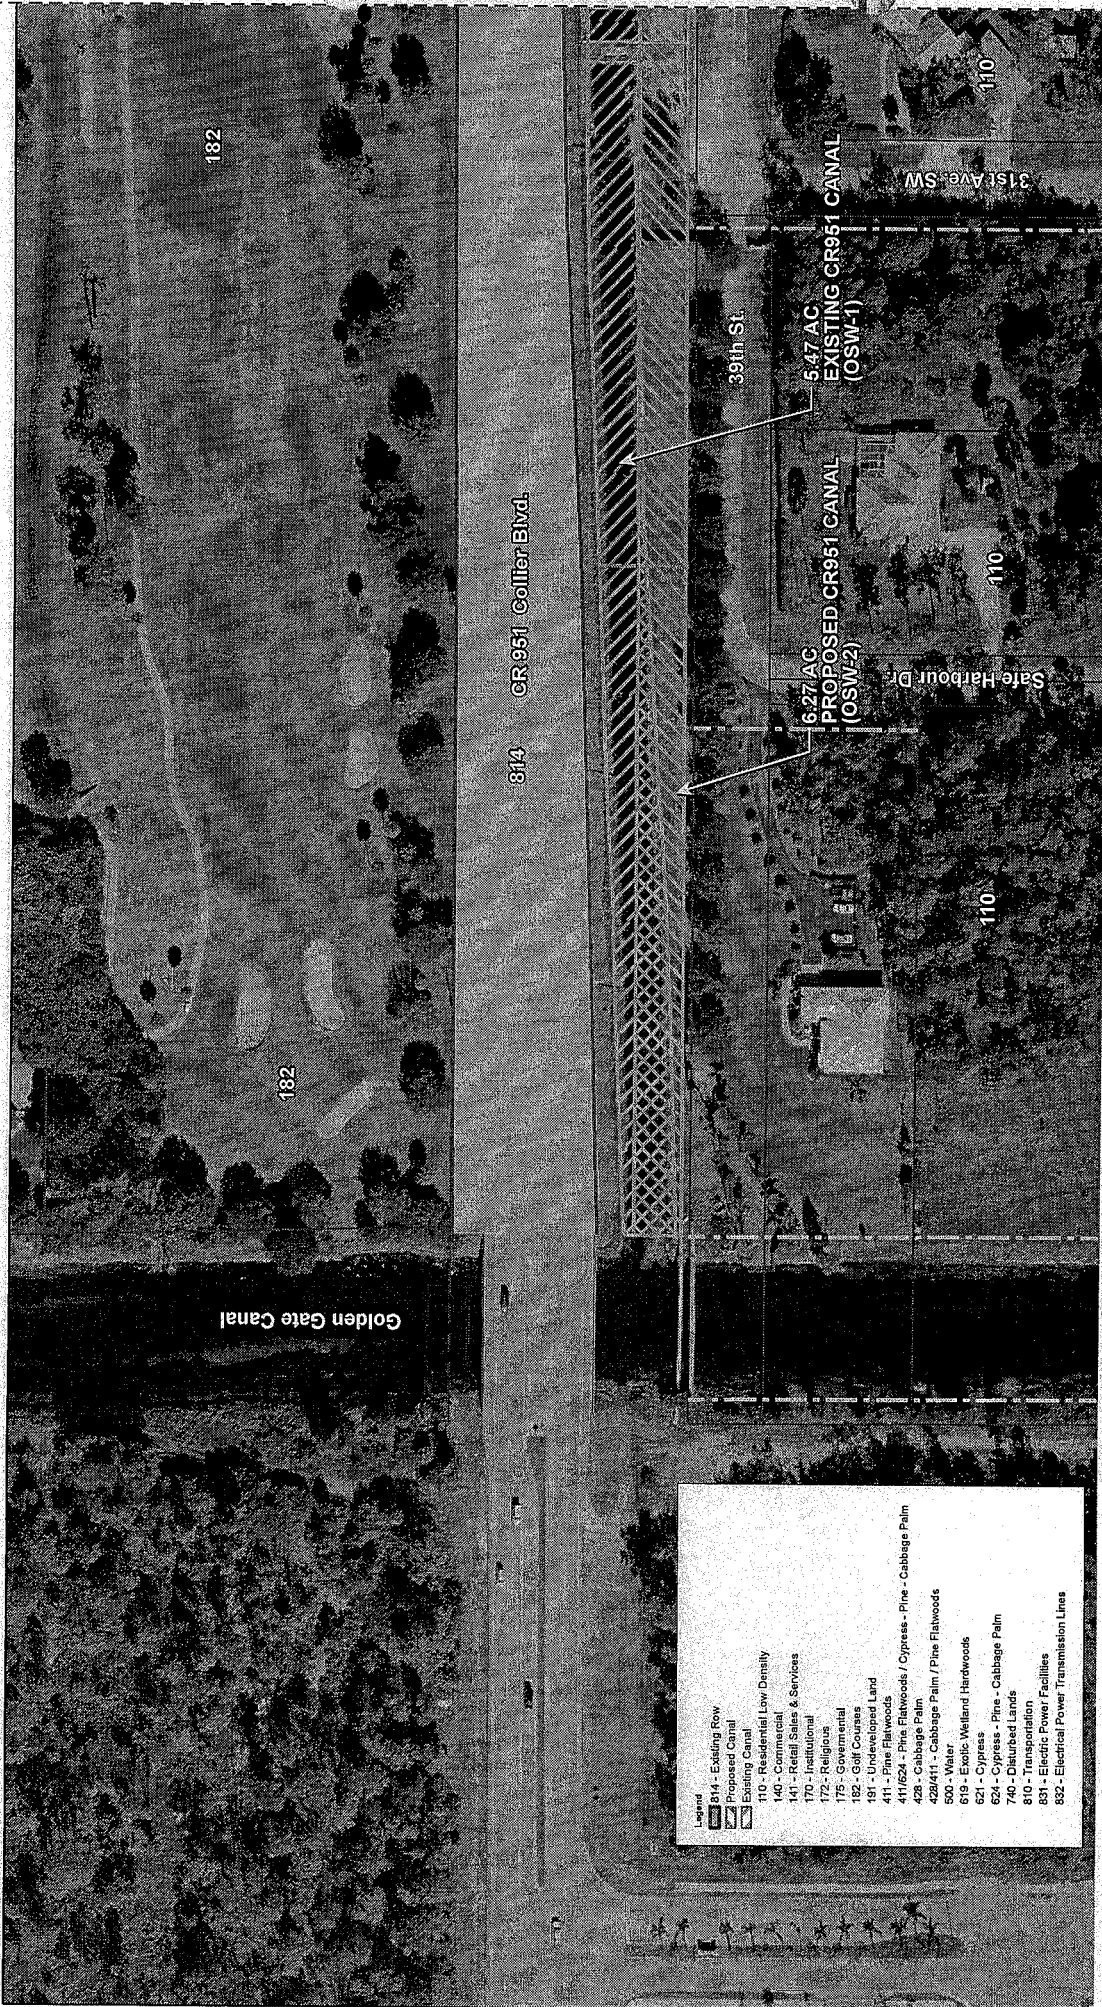 182
182
Golden Gate Canal
814
CR 951 Collier Blvd.
39th St.
31st Ave. SW
110
5.47 AC
EXISTING CR951 CANAL
(OSW-1)
6.27 AC
PROPOSED CR951 CANAL
(OSW-2)
Safe Harbour Dr.
110
110
Legend
814 - Existing Row
Proposed Canal
Existing Canal
110 - Residential Low Density
140 - Commercial
141 - Retail Sales & Services
170 - Institutional
172 - Religious
175 - Governmental
182 - Golf Courses
191 - Undeveloped Land
411 - Pine Flatwoods
411/624 - Pine Flatwoods / Cypress - Pine - Cabbage Palm
428 - Cabbage Palm
428/411 - Cabbage Palm / Pine Flatwoods
500 - Water
619 - Exotic Wetland Hardwoods
621 - Cypress
624 - Cypress - Pine - Cabbage Palm
740 - Disturbed Lands
810 - Transportation
831 - Electric Power Facilities
832 - Electrical Power Transmission Lines